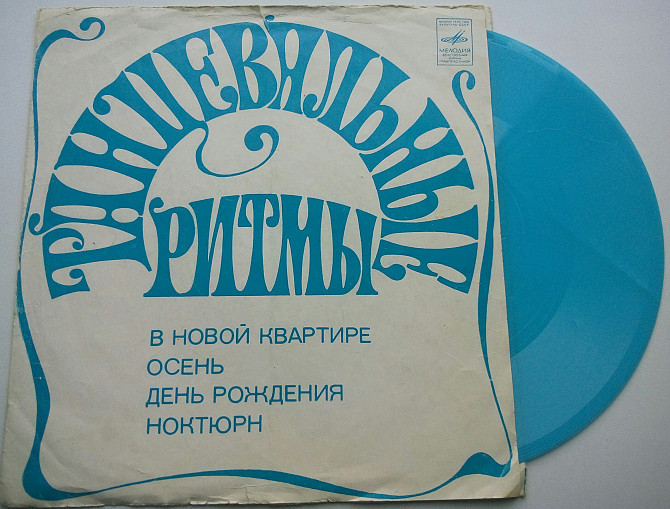 ТАНЦЕВАЛЬНЫЕ
РИТМЫ
МЕЛОДИЯ
В НОВОЙ КВАРТИРЕ
ОСЕНЬ
ДЕНЬ РОЖДЕНИЯ
НОКТЮРН